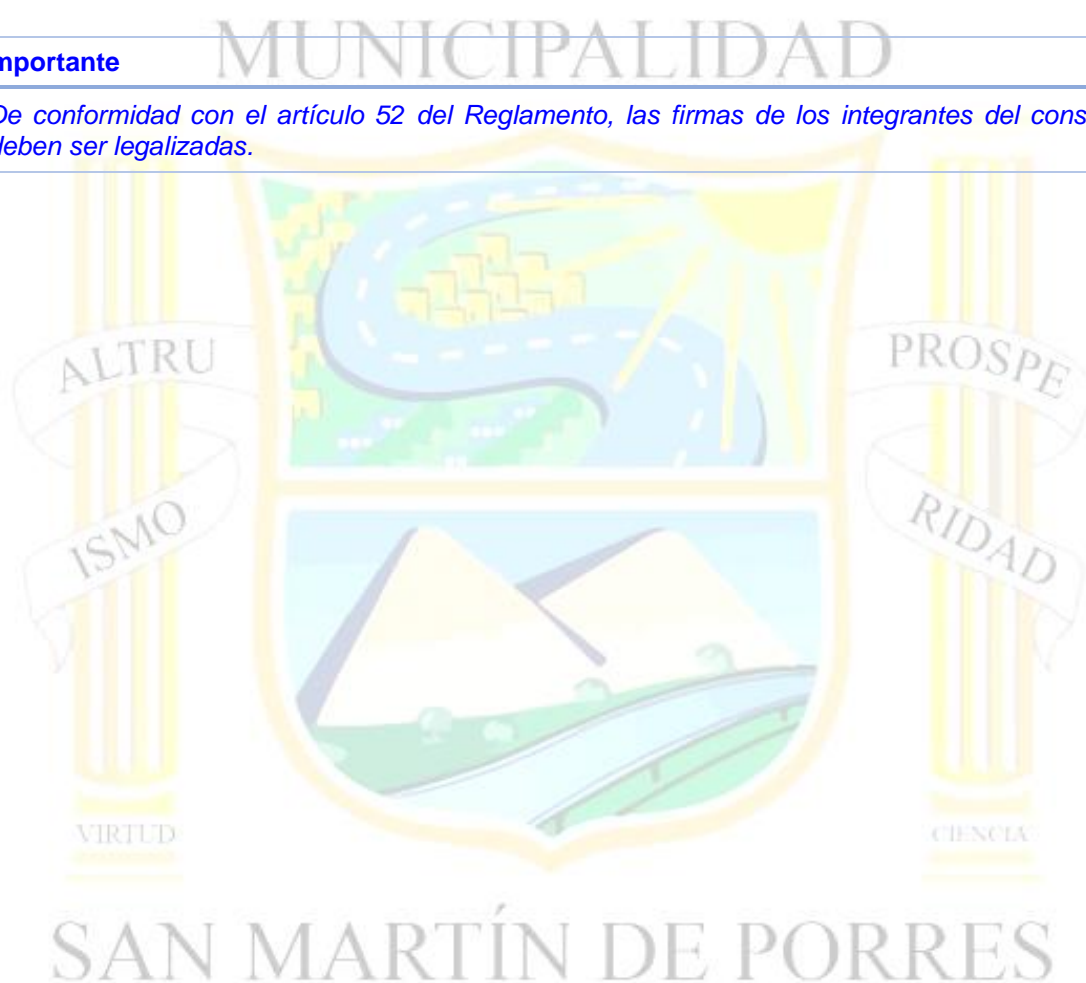 MUNICIPALIDAD
mportante
De conformidad con el artículo 52 del Reglamento, las firmas de los integrantes del cons
deben ser legalizadas.
ALTRU
ISMO
PROSPE
RIDAD
VIRTUD
CIENCIA
SAN MARTÍN DE PORRES